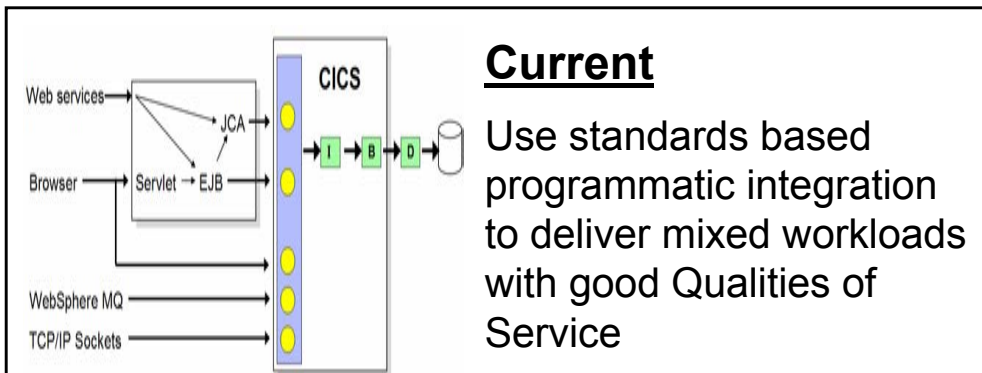 CICS
Web services
JCA
I
B
D
Browser
Servlet
EJB
WebSphere MQ
TCP/IP Sockets
Current
Use standards based
programmatic integration
to deliver mixed workloads
with good Qualities of
Service